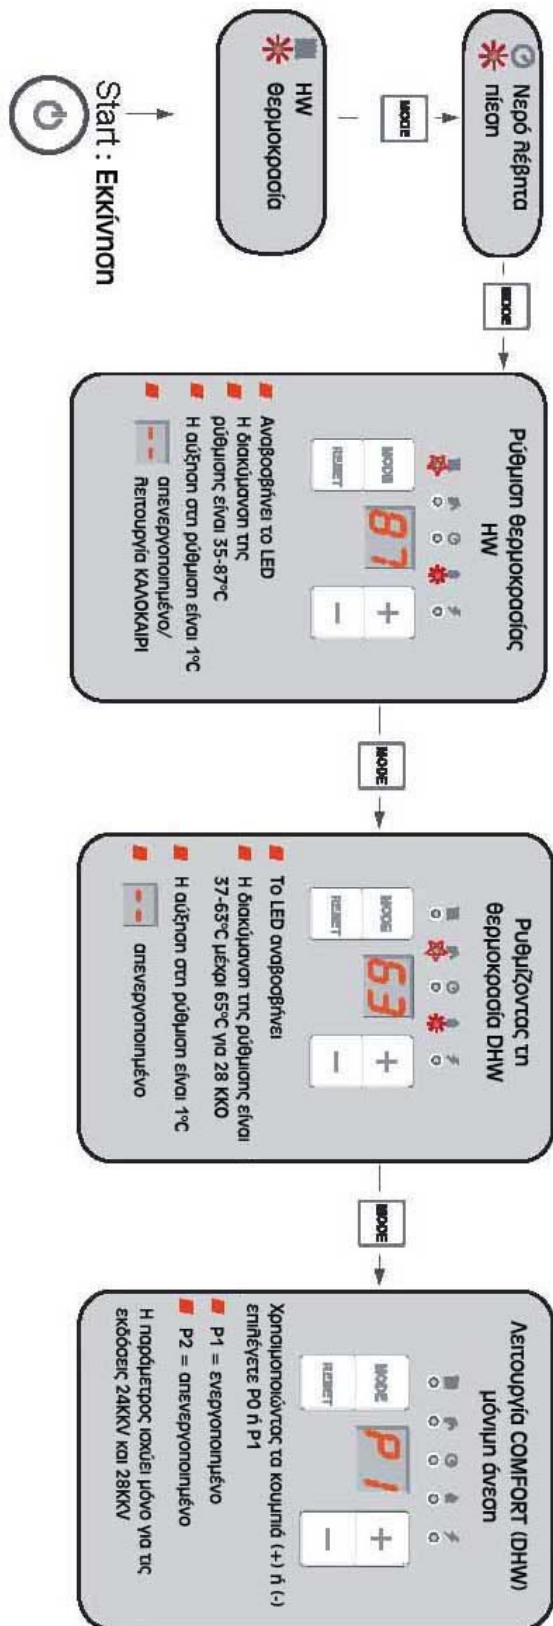 Start : Εκκίνηση
HW
Θερμοκρασία
MODE
Νερό λέβητα
πίεση
MODE
Ρύθμιση θερμοκρασίας
HW
MODE
RESET
87
+
−
Αναβοσβήνει το LED
Η διακύμανση της
ρύθμισης είναι 35-87°C
Η αύξηση στη ρύθμιση είναι 1°C
-- απενεργοποιημένο/
λειτουργία ΚΑΛΟΚΑΙΡΙ
MODE
Ρυθμίζοντας τη
θερμοκρασία DHW
MODE
RESET
63
+
−
Το LED αναβοσβήνει
Η διακύμανση της ρύθμισης είναι
37-63°C μέχρι 65°C για 28 KKO
Η αύξηση στη ρύθμιση είναι 1°C
-- απενεργοποιημένο
MODE
Λειτουργία COMFORT (DHW)
μόνιμη άνεση
MODE
RESET
P1
+
−
Χρησιμοποιώντας τα κουμπιά (+) ή (-)
επιλέγετε P0 ή P1
P1 = ενεργοποιημένο
P2 = απενεργοποιημένο
Η παράμετρος ισχύει μόνο για τις
εκδόσεις 24KKV και 28KKV